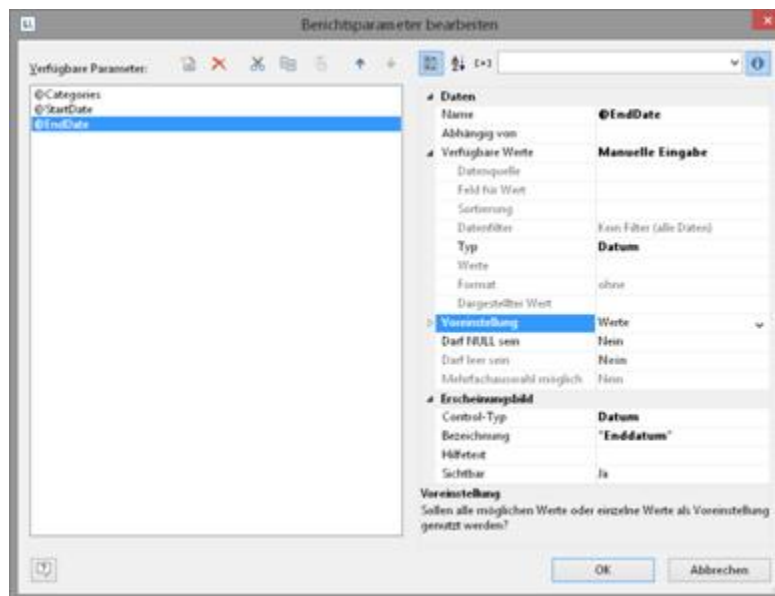 Berichtsparameter bearbeiten
Verfügbare Parameter:
@Categories
@StartDate
@EndDate
Daten
Name @EndDate
Abhängig von
Verfügbare Werte Manuelle Eingabe
Datenquelle
Feld für Wert
Sortierung
Datenfilter Kein Filter (alle Daten)
Typ Datum
Werte
Format ohne
Dargestellter Wert
Voreinstellung Werte
Darf NULL sein Nein
Darf leer sein Nein
Mehrfachauswahl möglich Nein
Erscheinungsbild
Control-Typ Datum
Bezeichnung "Enddatum"
Hilfetext
Sichtbar Ja
Voreinstellung
Sollen alle möglichen Werte oder einzelne Werte als Voreinstellung
genutzt werden?
OK Abbrechen